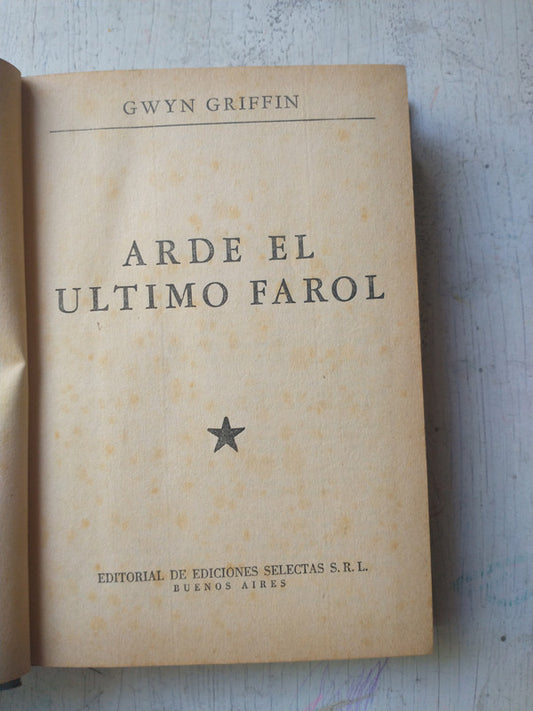 GWYN GRIFFIN
ARDE EL
ULTIMO FAROL
EDITORIAL DE EDICIONES SELECTAS S. R. L.
BUENOS AIRES